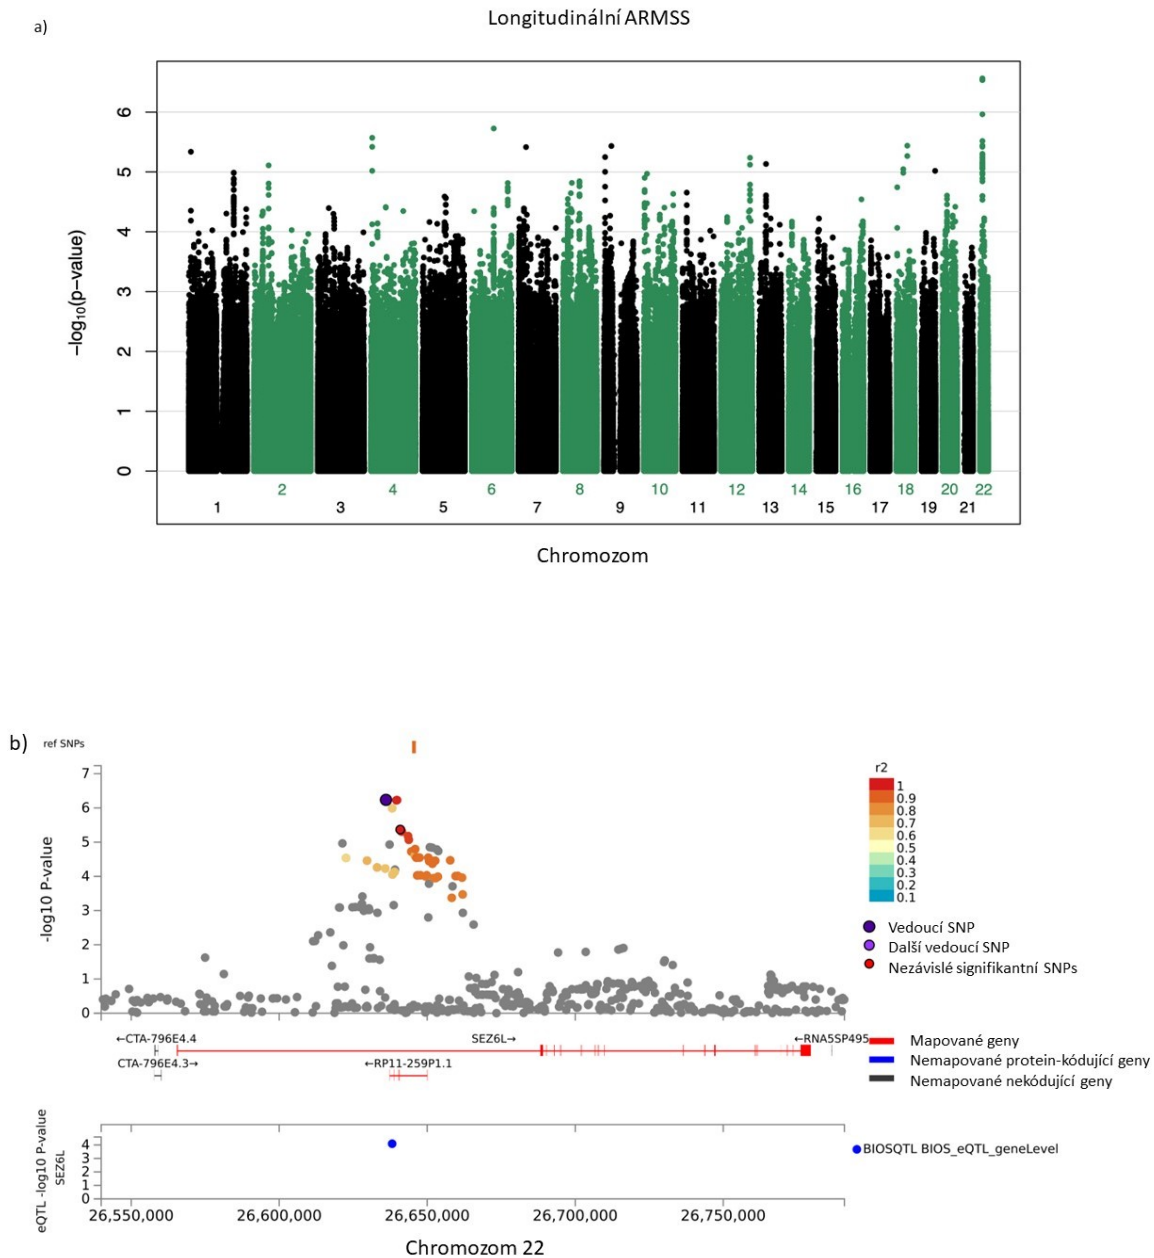 Longitudinální ARMSS
a)
−log10(p−value)
6
5
4
3
2
1
0
2 4 6 8 10 12 14 16 18 20 22
1 3 5 7 9 11 13 15 17 19 21
Chromozom
b)
ref SNPs
-log10 P-value
7
6
5
4
3
2
1
0
r2
1
0.9
0.8
0.7
0.6
0.5
0.4
0.3
0.2
0.1
Vedoucí SNP
Další vedoucí SNP
Nezávislé signifikantní SNPs
←CTA-796E4.4
SEZ6L→
←RNA5SP495
CTA-796E4.3→
←RP11-259P1.1
Mapované geny
Nemapované protein-kódující geny
Nemapované nekódující geny
eQTL -log10 P-value
SEZ6L
4
3
2
1
0
BIOSQTL BIOS_eQTL_geneLevel
26,550,000 26,600,000 26,650,000 26,700,000 26,750,000
Chromozom 22